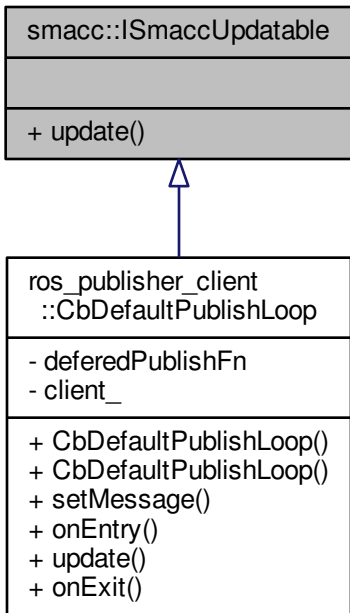 smacc::ISmaccUpdatable
+ update()
ros_publisher_client
::CbDefaultPublishLoop
- deferedPublishFn
- client_
+ CbDefaultPublishLoop()
+ CbDefaultPublishLoop()
+ setMessage()
+ onEntry()
+ update()
+ onExit()